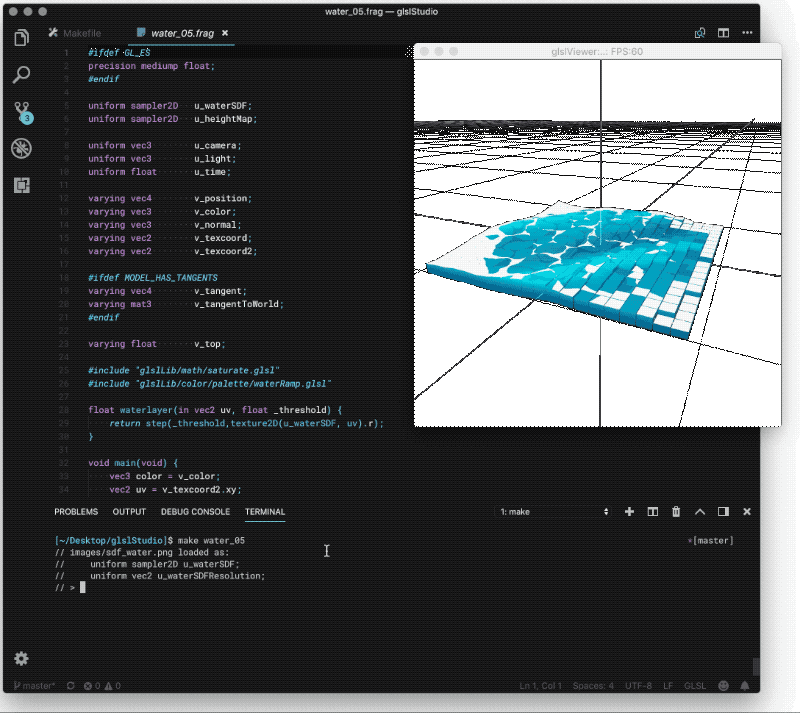 water_05.frag — glslStudio
Makefile
water_05.frag ×
glslViewer:... FPS:60
1 #ifdef GL_ES
2 precision mediump float;
3 #endif
4
5 uniform sampler2D u_waterSDF;
6 uniform sampler2D u_heightMap;
7
8 uniform vec3 u_camera;
9 uniform vec3 u_light;
10 uniform float u_time;
11
12 varying vec4 v_position;
13 varying vec3 v_color;
14 varying vec3 v_normal;
15 varying vec2 v_texcoord;
16 varying vec2 v_texcoord2;
17
18 #ifdef MODEL_HAS_TANGENTS
19 varying vec4 v_tangent;
20 varying mat3 v_tangentToWorld;
21 #endif
22
23 varying float v_top;
24
25 #include "glslLib/math/saturate.glsl"
26 #include "glslLib/color/palette/waterRamp.glsl"
27
28 float waterlayer(in vec2 uv, float _threshold) {
29 return step(_threshold,texture2D(u_waterSDF, uv).r);
30 }
31
32 void main(void) {
33 vec3 color = v_color;
34 vec2 uv = v_texcoord2.xy;
3
PROBLEMS OUTPUT DEBUG CONSOLE TERMINAL 1: make
[~/Desktop/glslStudio]$ make water_05 *[master]
// images/sdf_water.png loaded as:
// uniform sampler2D u_waterSDF;
// uniform vec2 u_waterSDFResolution;
// >
master* 0 0 Ln 1, Col 1 Spaces: 4 UTF-8 LF GLSL